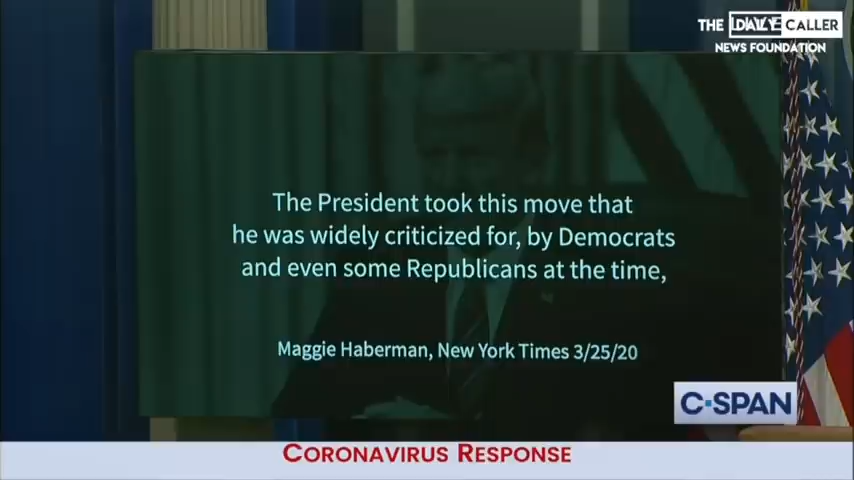 THE DAILY CALLER
NEWS FOUNDATION
The President took this move that
he was widely criticized for, by Democrats
and even some Republicans at the time,
Maggie Haberman, New York Times 3/25/20
C-SPAN
CORONAVIRUS RESPONSE